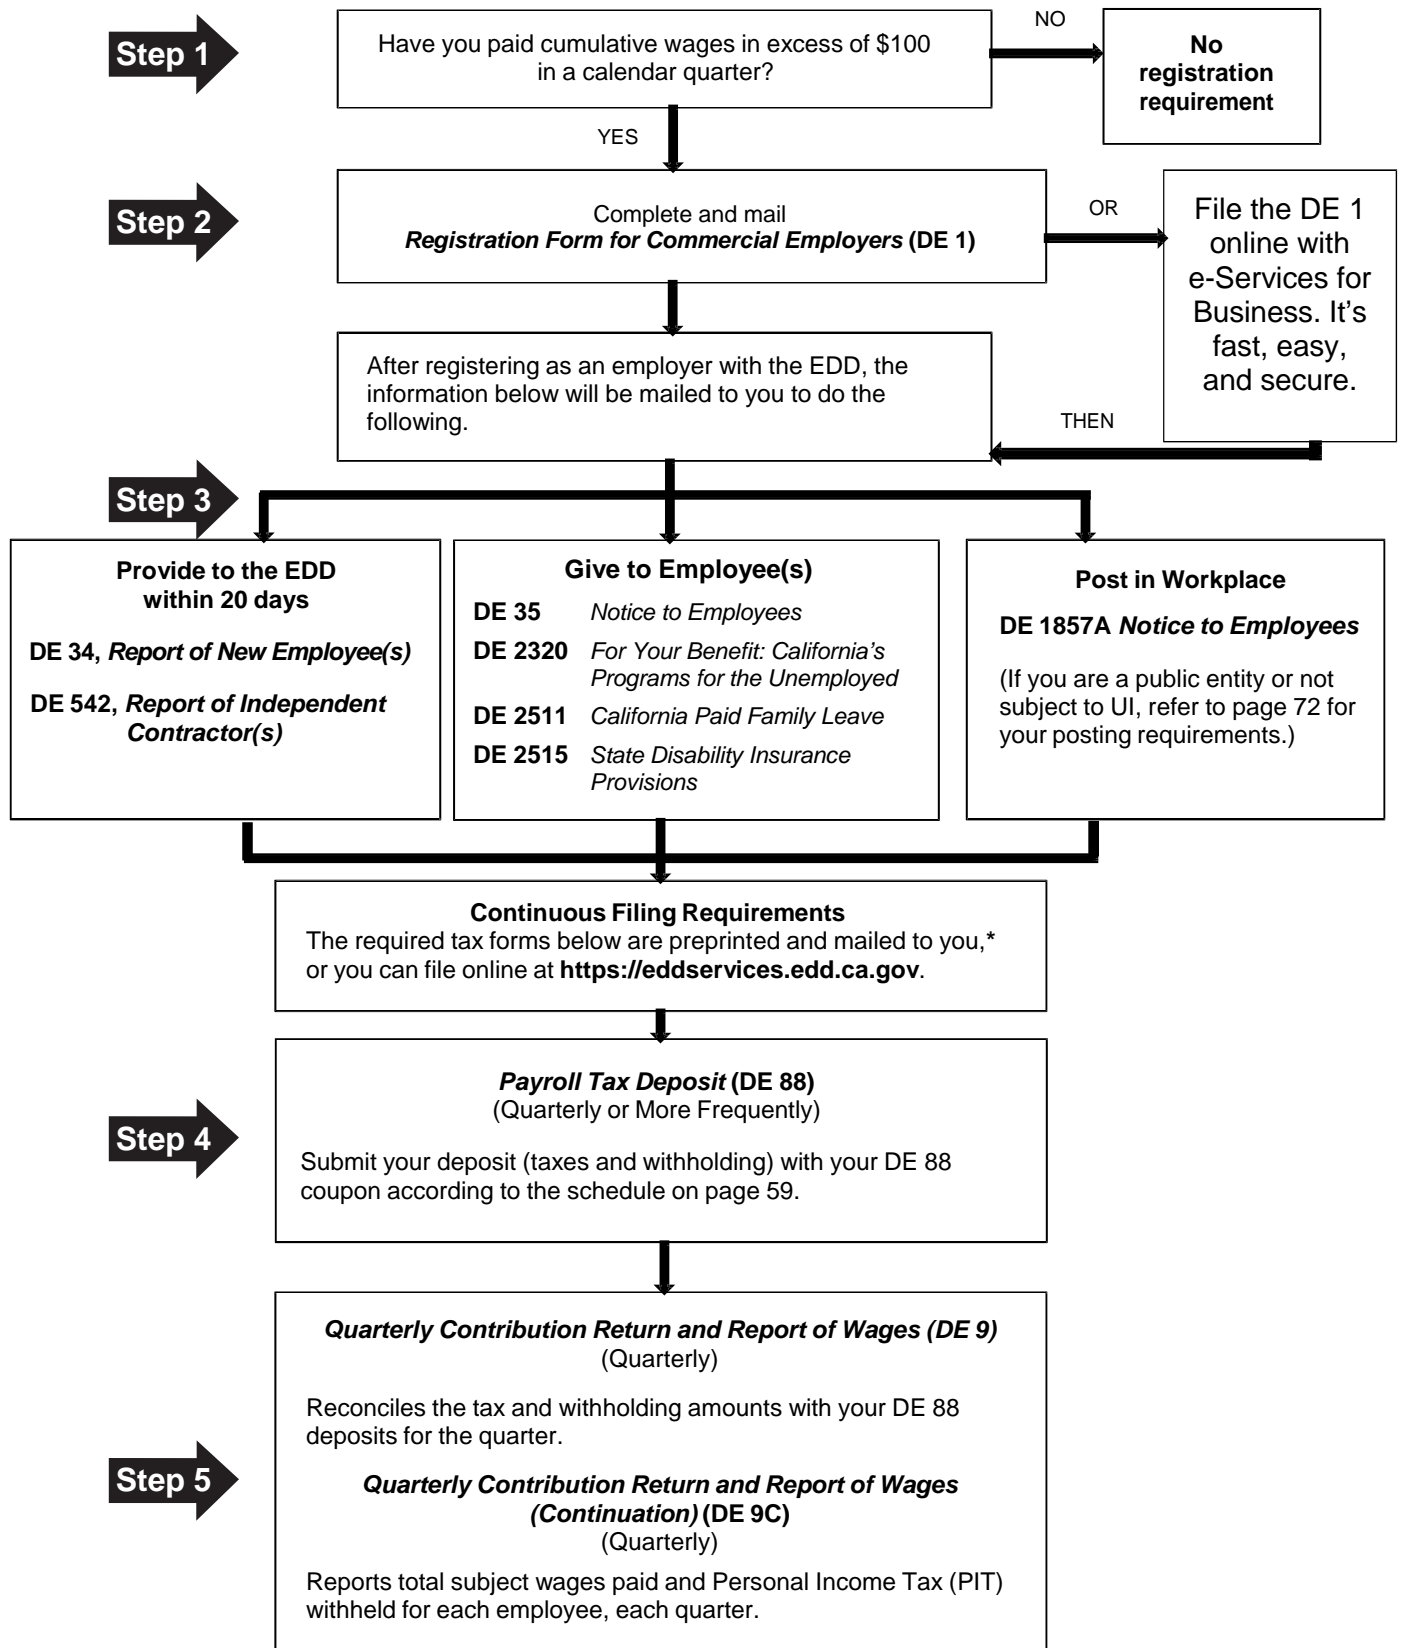 Step 1
Have you paid cumulative wages in excess of $100
in a calendar quarter?
NO
No
registration
requirement
YES
Step 2
Complete and mail
Registration Form for Commercial Employers (DE 1)
OR
File the DE 1
online with
e-Services for
Business. It's
fast, easy,
and secure.
After registering as an employer with the EDD, the
information below will be mailed to you to do the
following.
THEN
Step 3
Provide to the EDD
within 20 days
DE 34, Report of New Employee(s)
DE 542, Report of Independent
Contractor(s)
Give to Employee(s)
DE 35 Notice to Employees
DE 2320 For Your Benefit: California's
Programs for the Unemployed
DE 2511 California Paid Family Leave
DE 2515 State Disability Insurance
Provisions
Post in Workplace
DE 1857A Notice to Employees
(If you are a public entity or not
subject to UI, refer to page 72 for
your posting requirements.)
Continuous Filing Requirements
The required tax forms below are preprinted and mailed to you,*
or you can file online at https://eddservices.edd.ca.gov.
Step 4
Payroll Tax Deposit (DE 88)
(Quarterly or More Frequently)
Submit your deposit (taxes and withholding) with your DE 88
coupon according to the schedule on page 59.
Step 5
Quarterly Contribution Return and Report of Wages (DE 9)
(Quarterly)
Reconciles the tax and withholding amounts with your DE 88
deposits for the quarter.
Quarterly Contribution Return and Report of Wages
(Continuation) (DE 9C)
(Quarterly)
Reports total subject wages paid and Personal Income Tax (PIT)
withheld for each employee, each quarter.